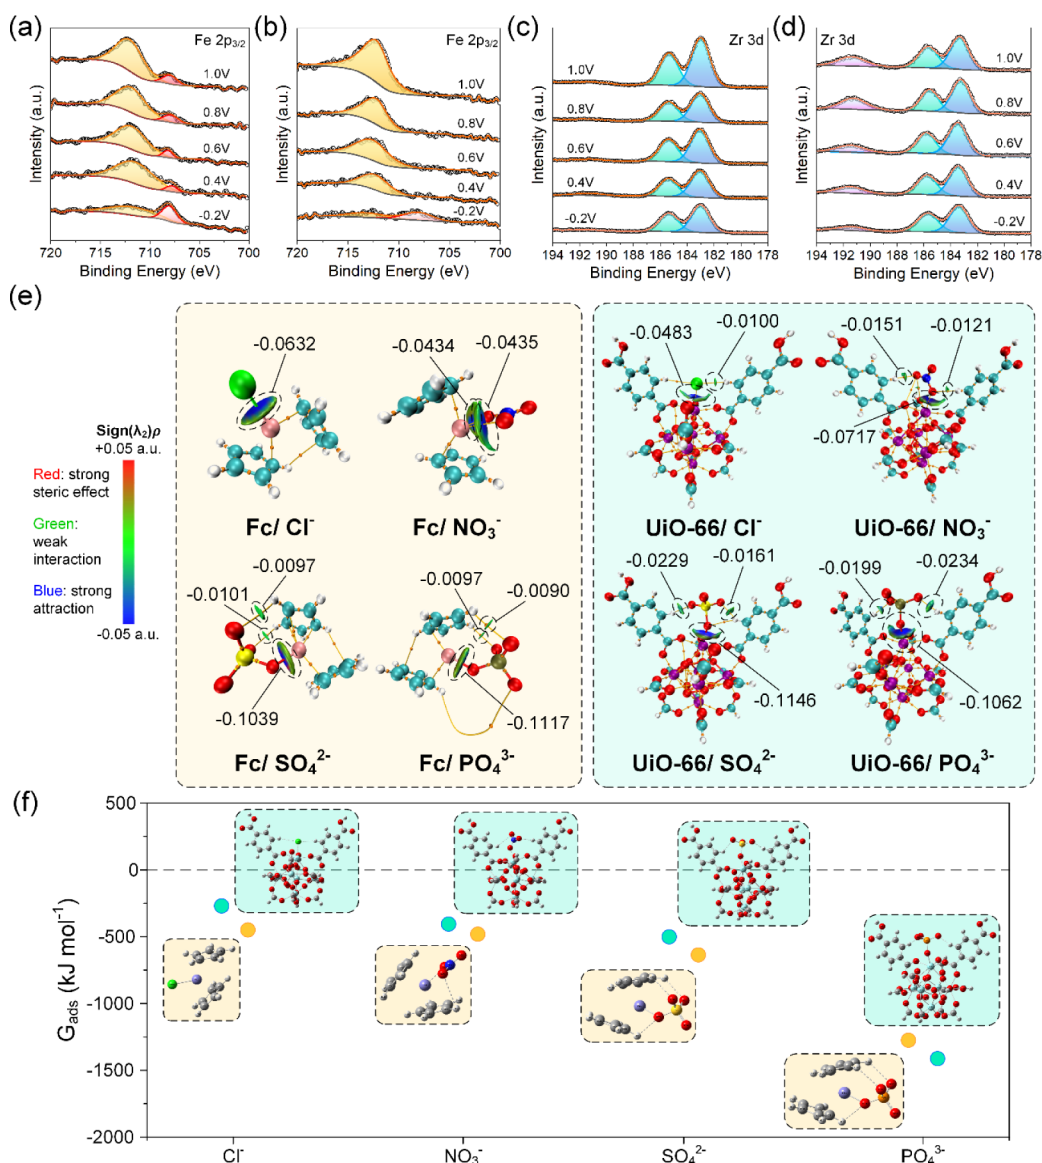 (a)
Fe 2p₃/₂
1.0V
0.8V
0.6V
0.4V
-0.2V
Intensity (a.u.)
720 715 710 705 700
Binding Energy (eV)
(b)
Fe 2p₃/₂
1.0V
0.8V
0.6V
0.4V
-0.2V
Intensity (a.u.)
720 715 710 705 700
Binding Energy (eV)
(c)
Zr 3d
1.0V
0.8V
0.6V
0.4V
-0.2V
Intensity (a.u.)
194 192 190 188 186 184 182 180 178
Binding Energy (eV)
(d)
Zr 3d
1.0V
0.8V
0.6V
0.4V
-0.2V
Intensity (a.u.)
194 192 190 188 186 184 182 180 178
Binding Energy (eV)
(e)
Sign(λ₂)ρ
+0.05 a.u.
Red: strong
steric effect
Green:
weak
interaction
Blue: strong
attraction
-0.05 a.u.
-0.0632
Fc/ Cl⁻
-0.0434
-0.0435
Fc/ NO₃⁻
-0.0097
-0.0101
-0.1039
Fc/ SO₄²⁻
-0.0097
-0.0090
-0.1117
Fc/ PO₄³⁻
-0.0483
-0.0100
UiO-66/ Cl⁻
-0.0151
-0.0121
-0.0717
UiO-66/ NO₃⁻
-0.0229
-0.0161
-0.1146
UiO-66/ SO₄²⁻
-0.0199
-0.0234
-0.1062
UiO-66/ PO₄³⁻
(f)
G_ads (kJ mol⁻¹)
500
0
-500
-1000
-1500
-2000
Cl⁻
NO₃⁻
SO₄²⁻
PO₄³⁻